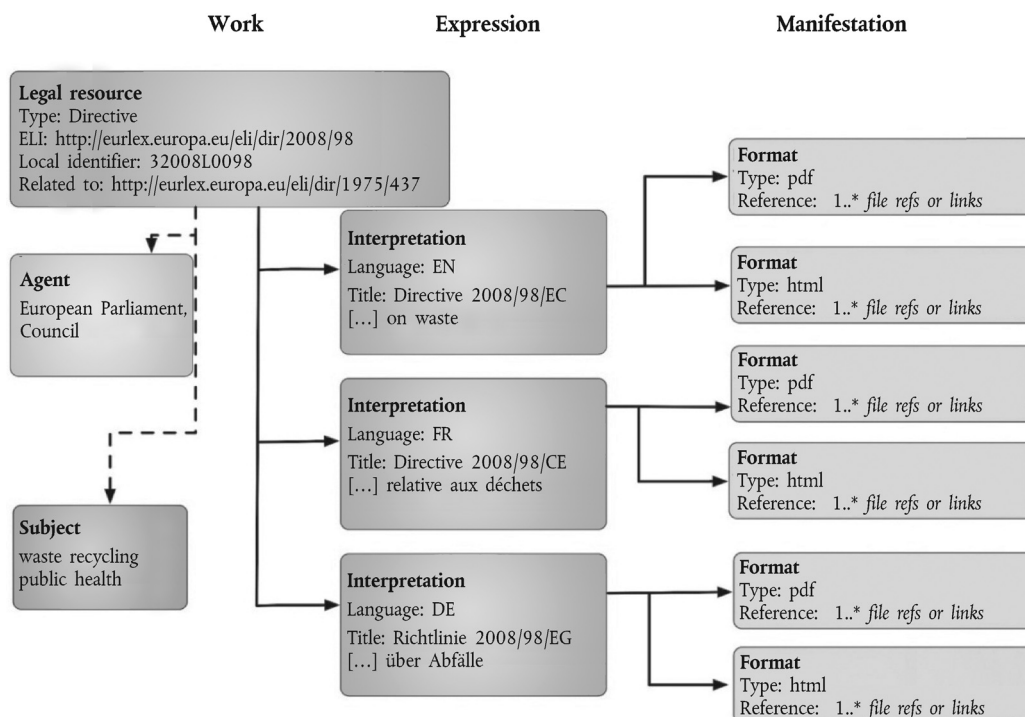 Work
Expression
Manifestation
Legal resource
Type: Directive
ELI: http://eurlex.europa.eu/eli/dir/2008/98
Local identifier: 32008L0098
Related to: http://eurlex.europa.eu/eli/dir/1975/437
Agent
European Parliament,
Council
Subject
waste recycling
public health
Interpretation
Language: EN
Title: Directive 2008/98/EC
[...] on waste
Interpretation
Language: FR
Title: Directive 2008/98/CE
[...] relative aux déchets
Interpretation
Language: DE
Title: Richtlinie 2008/98/EG
[...] über Abfälle
Format
Type: pdf
Reference: 1..* file refs or links
Format
Type: html
Reference: 1..* file refs or links
Format
Type: pdf
Reference: 1..* file refs or links
Format
Type: html
Reference: 1..* file refs or links
Format
Type: pdf
Reference: 1..* file refs or links
Format
Type: html
Reference: 1..* file refs or links